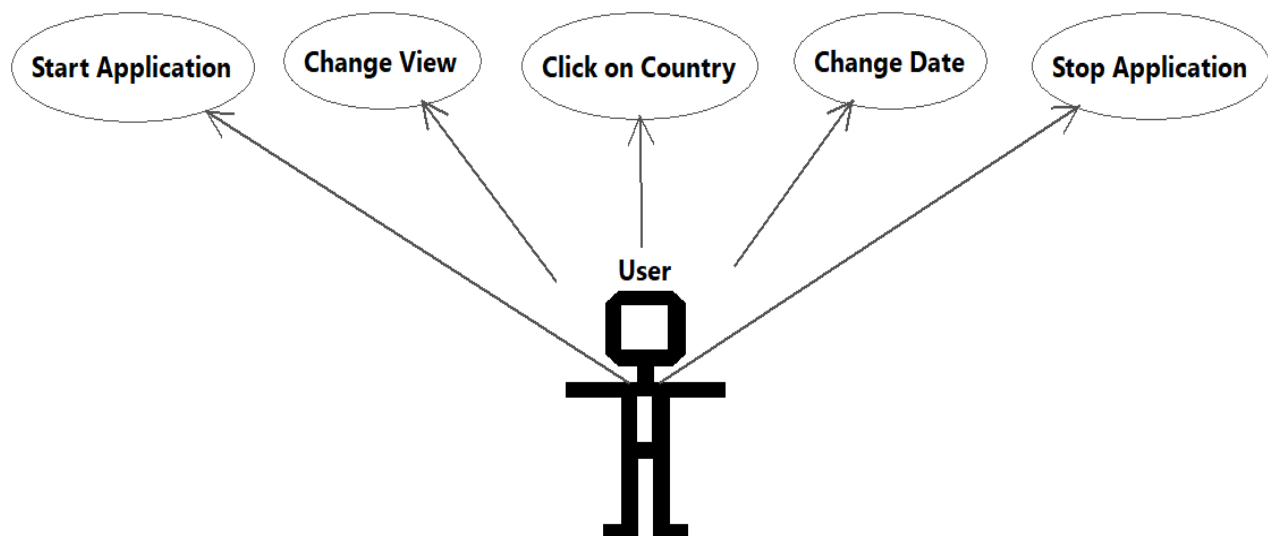 Start Application
Change View
Click on Country
Change Date
Stop Application
User